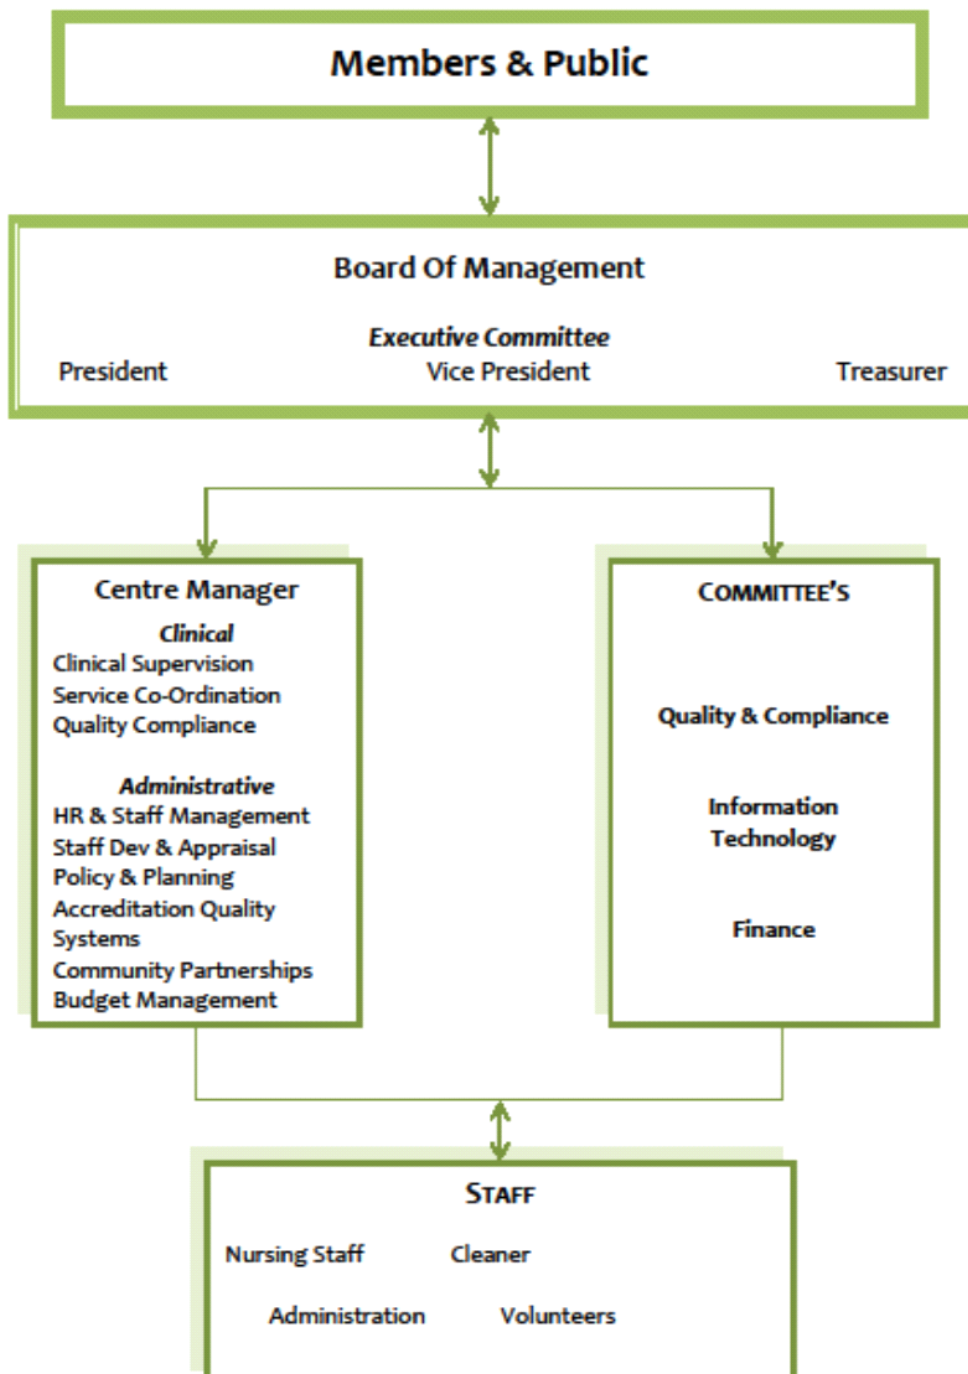 Members & Public
Board Of Management
Executive Committee
President Vice President Treasurer
Centre Manager
Clinical
Clinical Supervision
Service Co-Ordination
Quality Compliance
Administrative
HR & Staff Management
Staff Dev & Appraisal
Policy & Planning
Accreditation Quality
Systems
Community Partnerships
Budget Management
COMMITTEE'S
Quality & Compliance
Information
Technology
Finance
STAFF
Nursing Staff Cleaner
Administration Volunteers